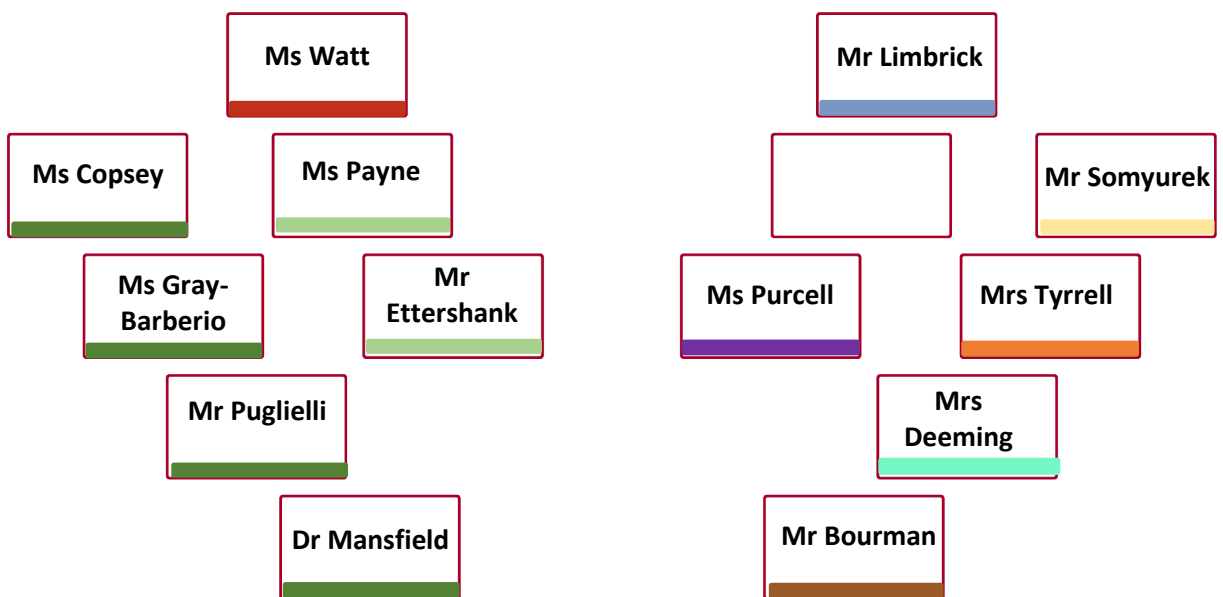 Ms Watt
Mr Limbrick
Ms Copsey
Ms Payne
Mr Somyurek
Ms Gray-
Barberio
Mr
Ettershank
Ms Purcell
Mrs Tyrrell
Mr Puglielli
Mrs
Deeming
Dr Mansfield
Mr Bourman